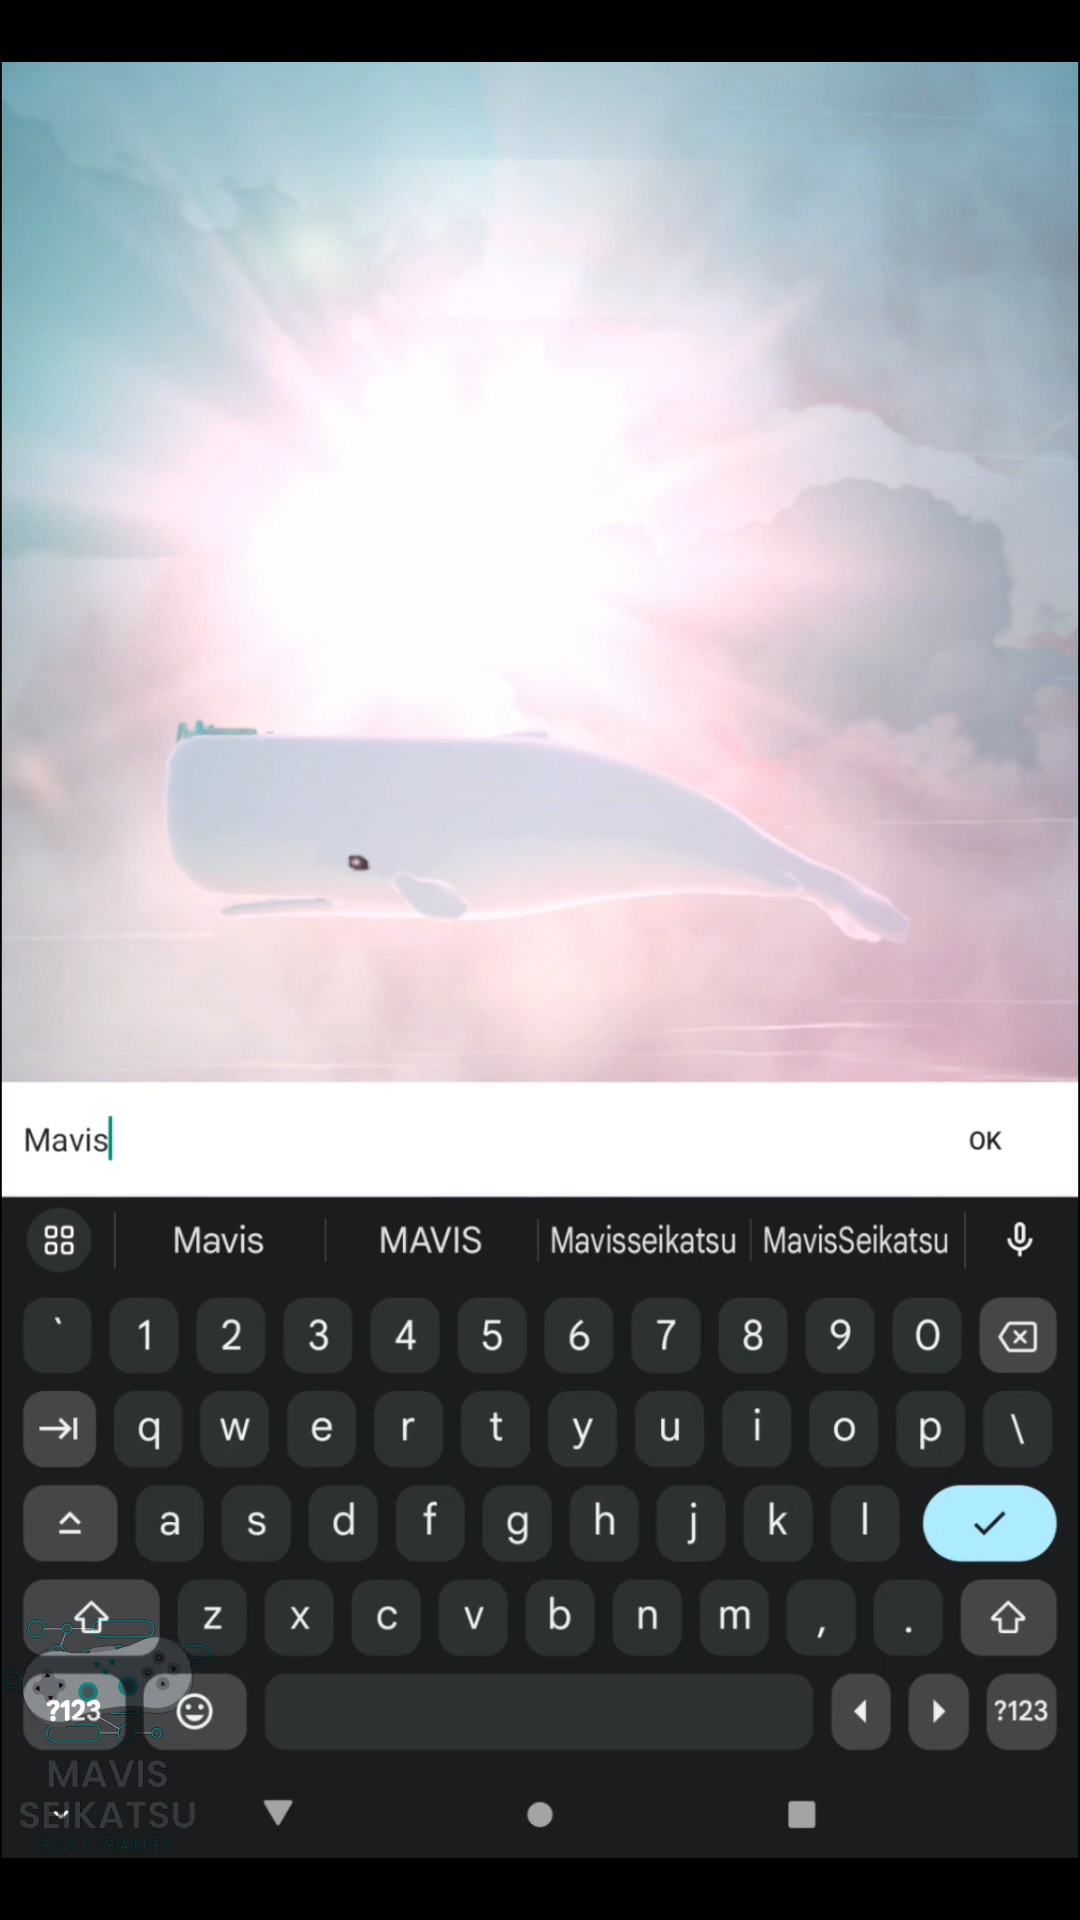 Mavis
OK
Mavis MAVIS Mavisseikatsu MavisSeikatsu
` 1 2 3 4 5 6 7 8 9 0
q w e r t y u i o p \
a s d f g h j k l
z x c v b n m , .
?123 ?123
MAVIS
SEIKATSU
PLAY GAMES